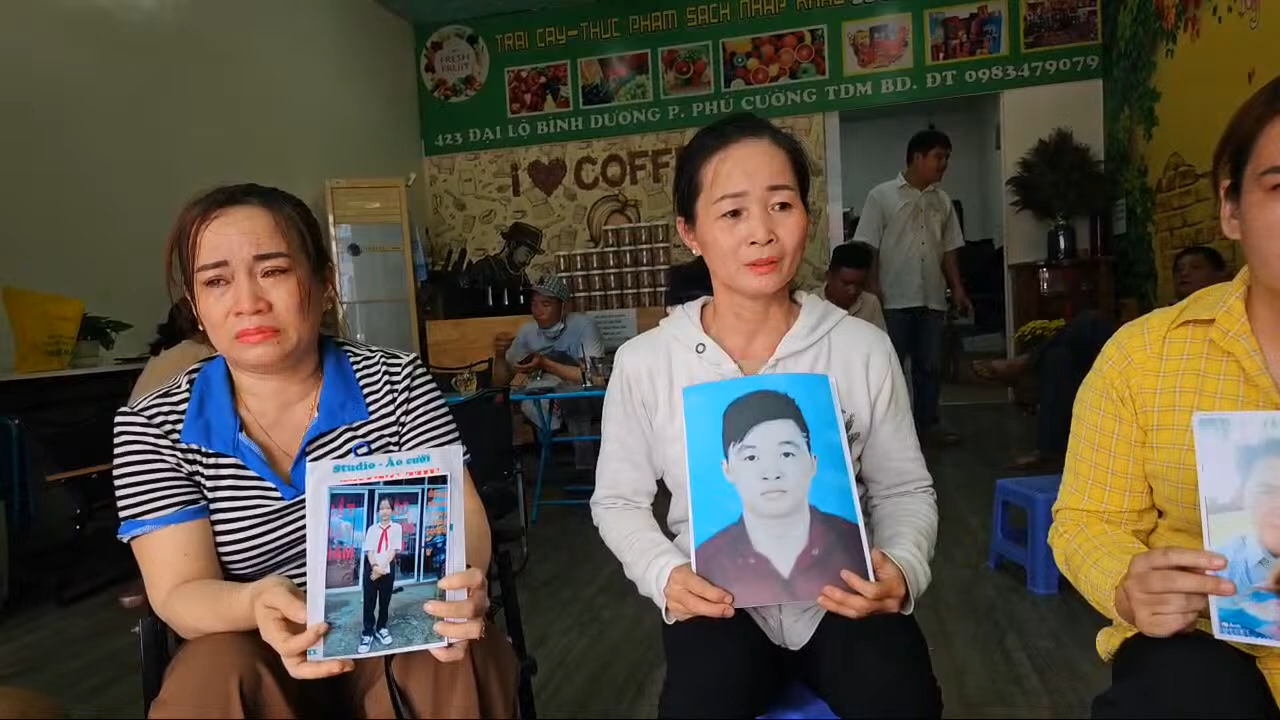 TRÁI CÂY-THỰC PHẨM SẠCH NHẬP KHẨU
FRESH
FRUIT
423 ĐẠI LỘ BÌNH DƯƠNG P. PHÚ CƯỜNG TDM BD. ĐT 0983479079
i COFF
Studio - Áo cưới